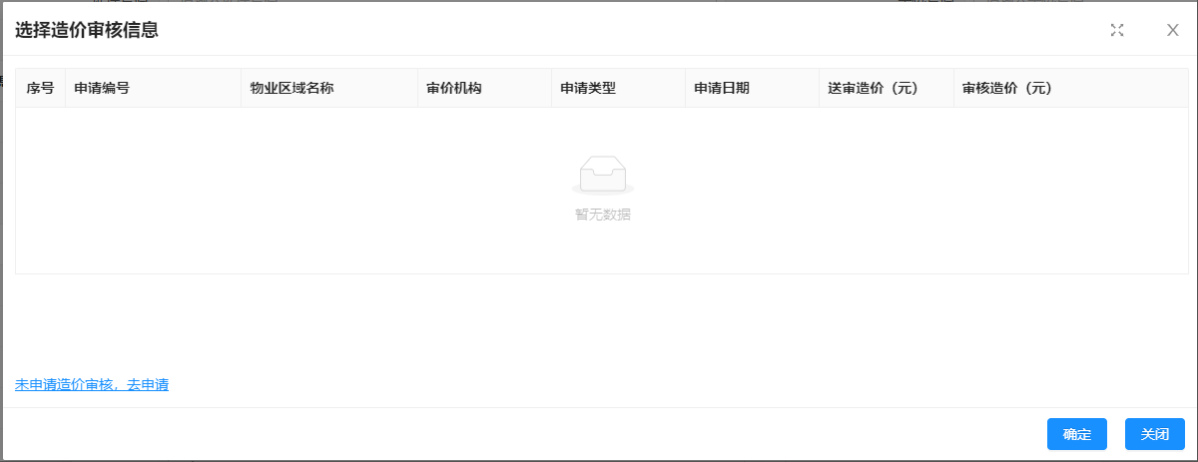 选择造价审核信息
序号 申请编号 物业区域名称 审价机构 申请类型 申请日期 送审造价（元） 审核造价（元）
暂无数据
未申请造价审核，去申请
确定 关闭